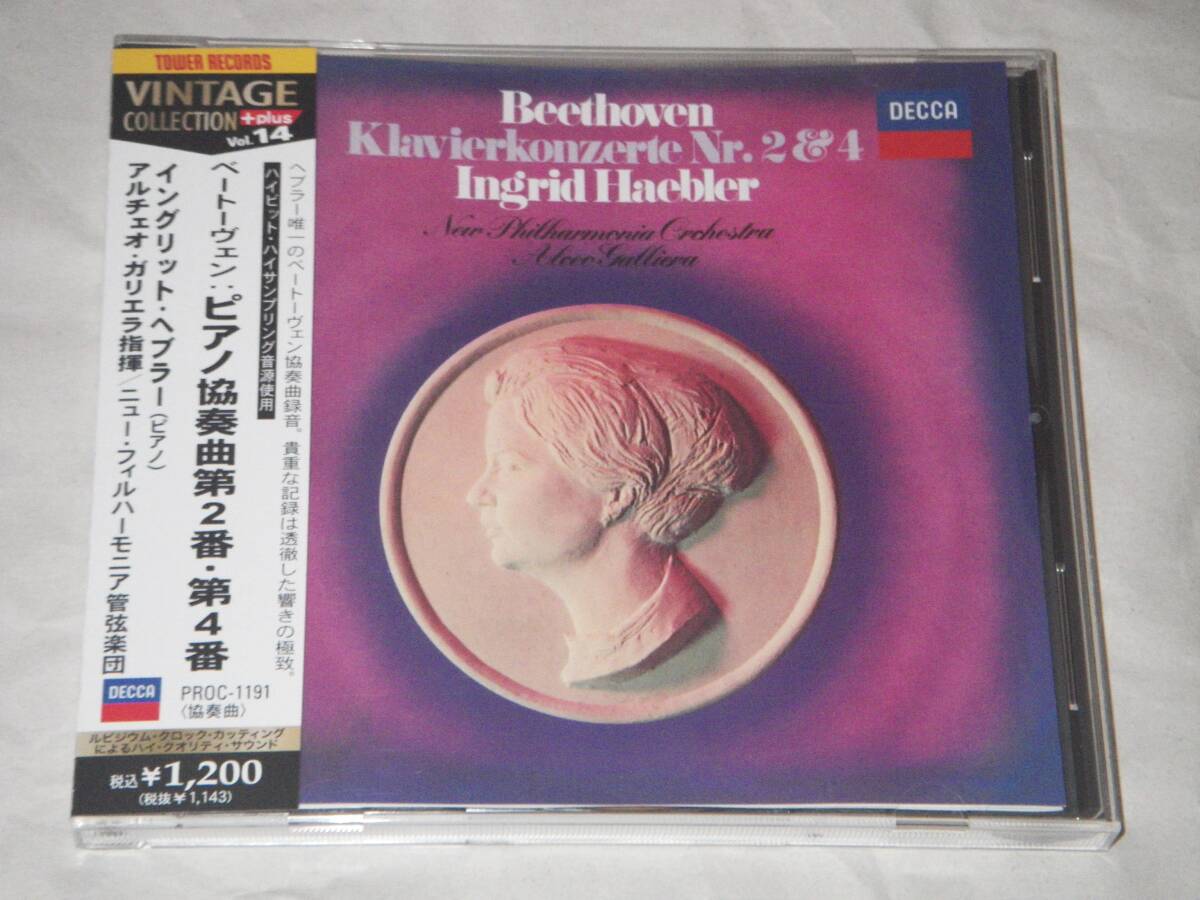 TOWER RECORDS
VINTAGE
COLLECTION +plus
Vol. 14
ヘブラー唯一のベートーヴェン協奏曲録音。貴重な記録は透徹した響きの極致。
ハイビット・ハイサンプリング音源使用
ベートーヴェン:ピアノ協奏曲第2番・第4番
イングリット・ヘブラー(ピアノ)
アルチェオ・ガリエラ指揮/ニュー・フィルハーモニア管弦楽団
DECCA
PROC-1191
〈協奏曲〉
ルビジウム・クロック・カッティング
によるハイ・クオリティ・サウンド
税込¥1,200
(税抜¥1,143)
Beethoven
Klavierkonzerte Nr. 2 & 4
Ingrid Haebler
New Philharmonia Orchestra
Alceo Galliera
DECCA